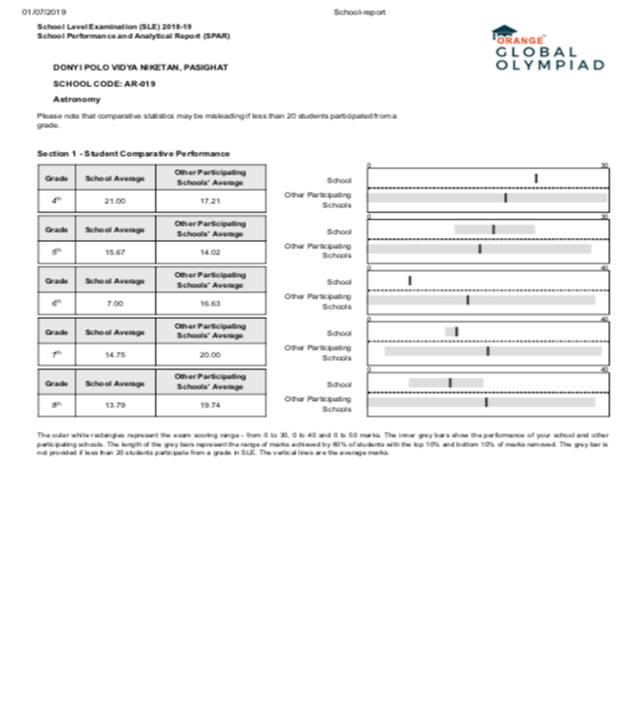 01/07/2019 School-report
School Level Examination (SLE) 2018-19
School Performance and Analytical Report (SPAR)
ORANGE
GLOBAL
OLYMPIAD
DONYI POLO VIDYA NIKETAN, PASIGHAT
SCHOOL CODE: AR-019
Astronomy
Please note that comparative statistics may be misleading if less than 20 students participated from a
grade.
Section 1 - Student Comparative Performance
Grade School Average Other Participating
Schools' Average
4th 21.00 17.21
0 30
School
Other Participating
Schools
Grade School Average Other Participating
Schools' Average
5th 15.67 14.02
0 30
School
Other Participating
Schools
Grade School Average Other Participating
Schools' Average
6th 7.00 16.63
0 40
School
Other Participating
Schools
Grade School Average Other Participating
Schools' Average
7th 14.75 20.00
0 40
School
Other Participating
Schools
Grade School Average Other Participating
Schools' Average
8th 13.79 19.74
0 40
School
Other Participating
Schools
The outer white rectangles represent the exam scoring range - from 0 to 30, 0 to 40 and 0 to 50 marks. The inner grey bars show the performance of your school and other
participating schools. The length of the grey bars represent the range of marks achieved by 80% of students with the top 10% and bottom 10% of marks removed. The grey bar is
not provided if less than 20 students participate from a grade in SLE. The vertical lines are the average marks.